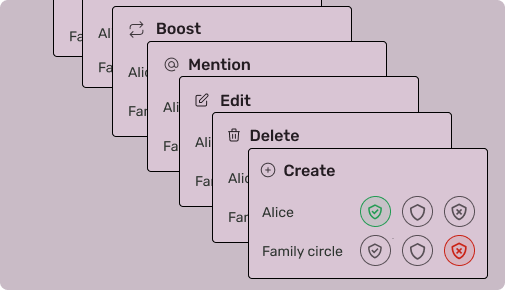 Boost
Mention
Edit
Delete
Create
Alice
Family circle